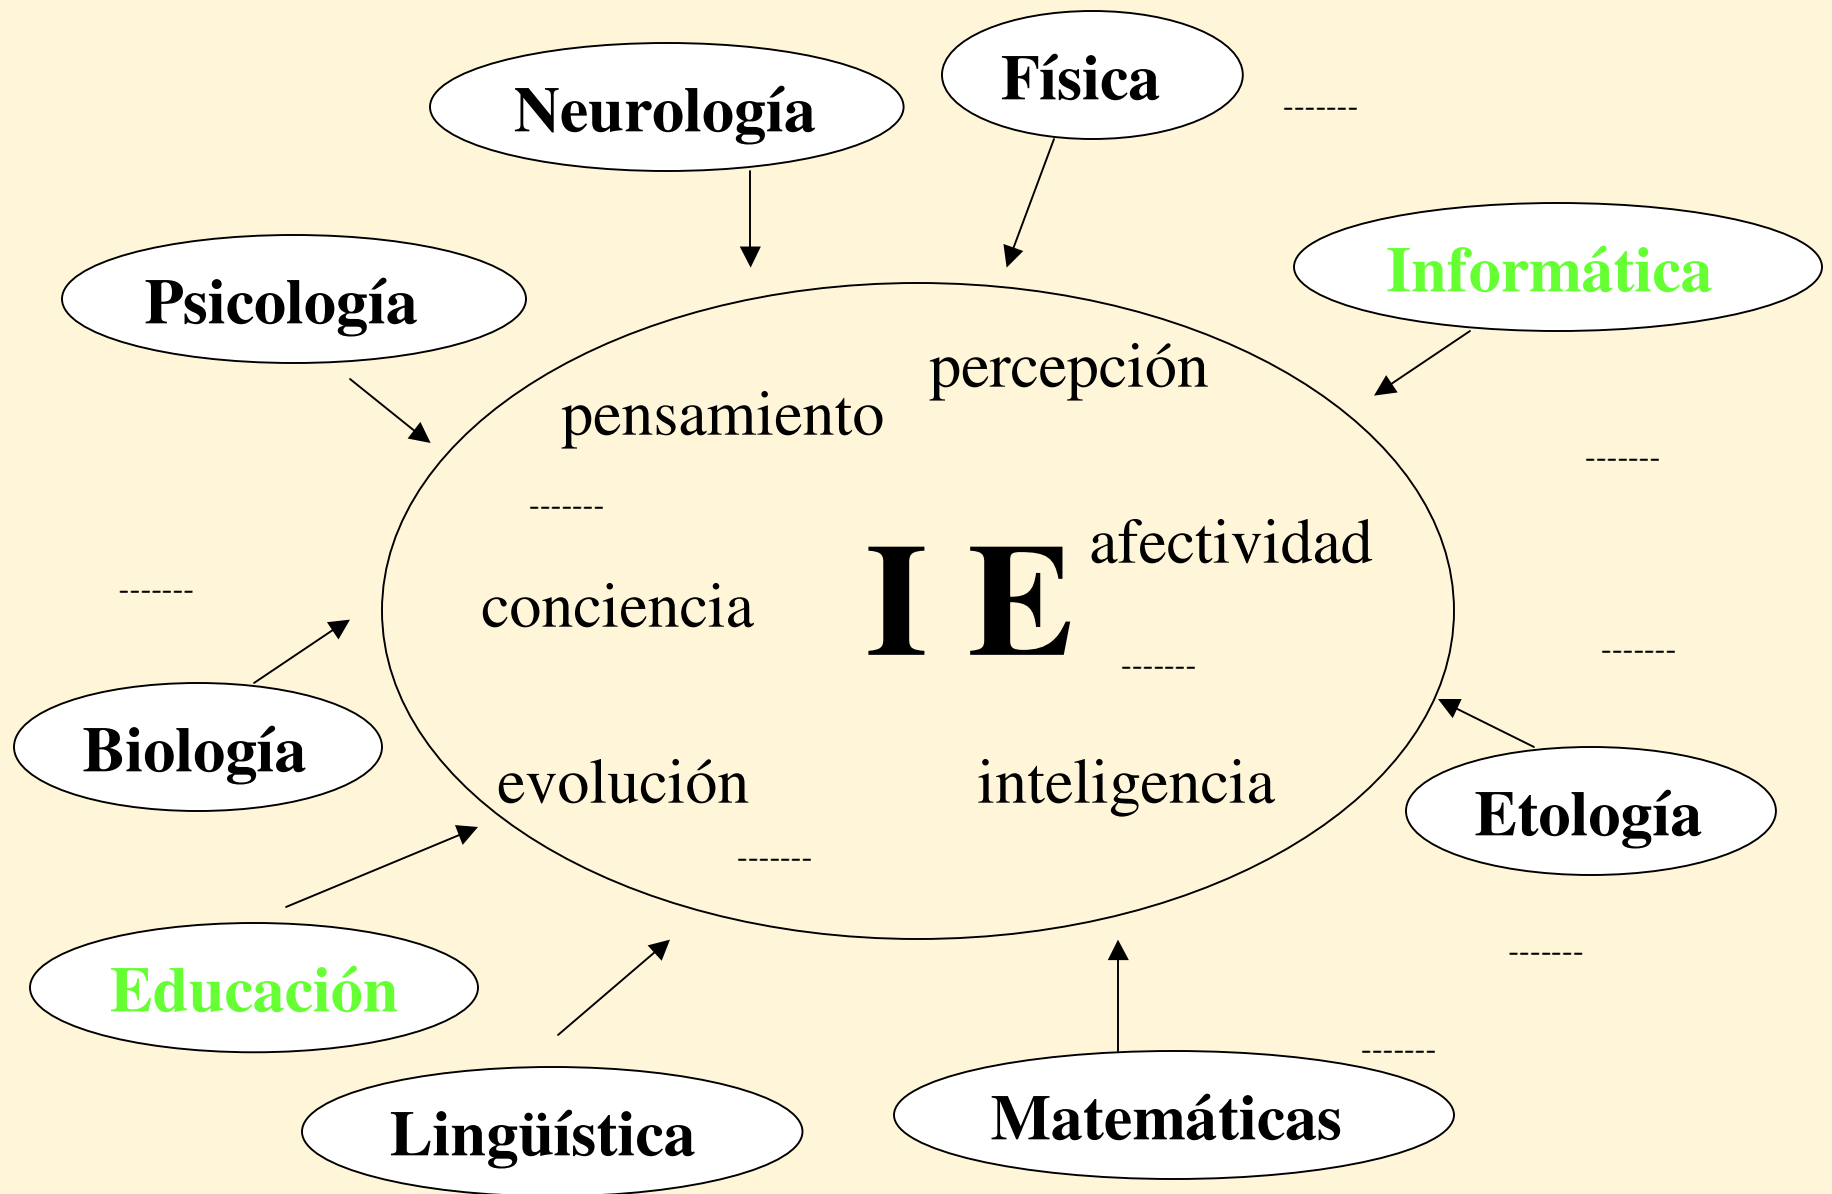 Física
Neurología
-------
Informática
Psicología
percepción
pensamiento
-------
-------
afectividad
I E
conciencia
-------
-------
-------
Biología
evolución
inteligencia
Etología
-------
Educación
-------
-------
Lingüística
Matemáticas